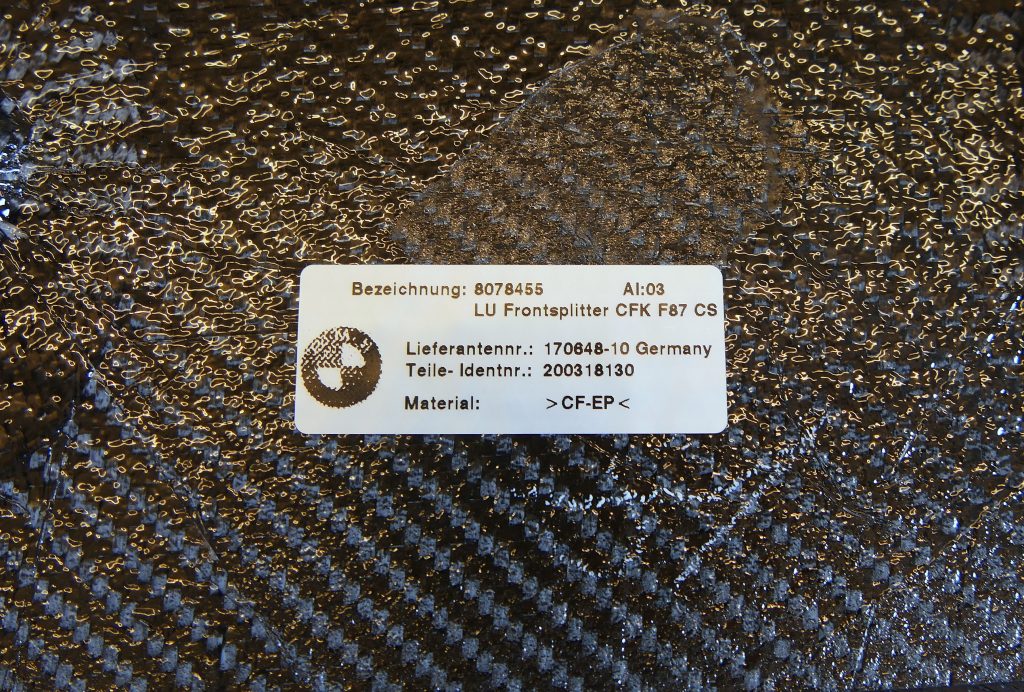 Bezeichnung: 8078455 AI:03
LU Frontsplitter CFK F87 CS
Lieferantennr.: 170648-10 Germany
Teile- Identnr.: 200318130
Material: >CF-EP<